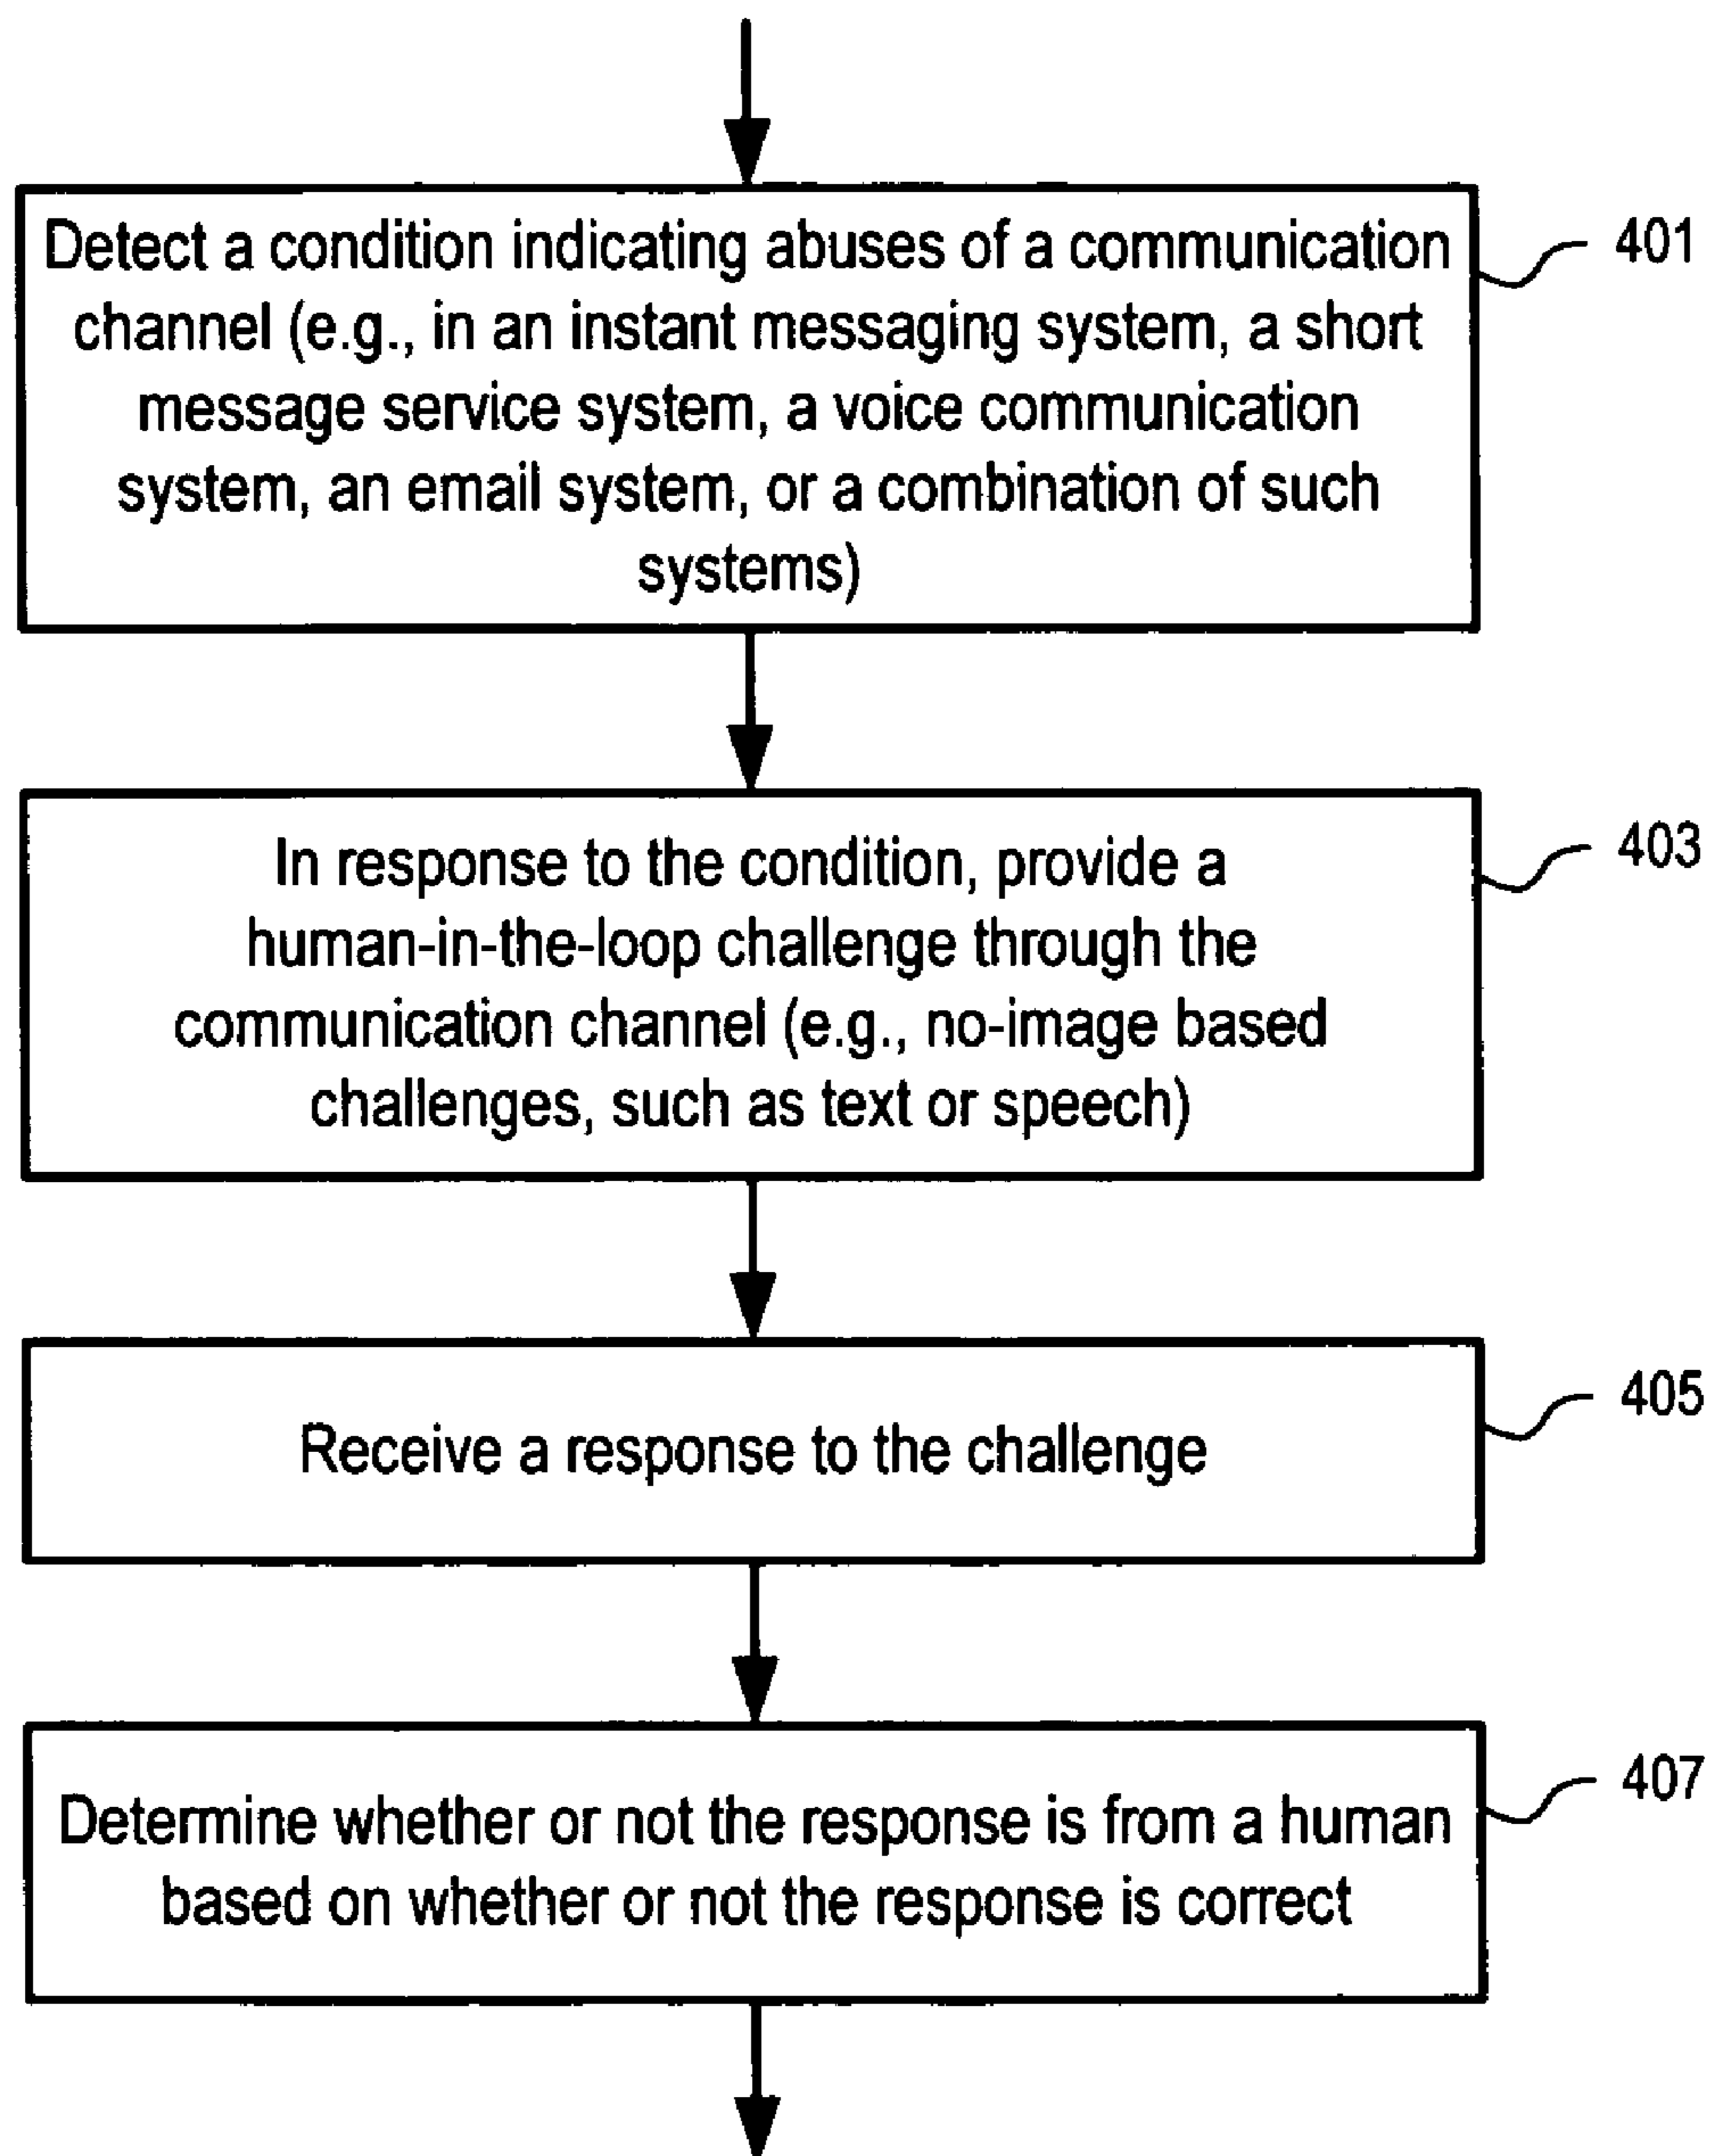 Detect a condition indicating abuses of a communication
channel (e.g., in an instant messaging system, a short
message service system, a voice communication
system, an email system, or a combination of such
systems)
401
In response to the condition, provide a
human-in-the-loop challenge through the
communication channel (e.g., no-image based
challenges, such as text or speech)
403
Receive a response to the challenge
405
Determine whether or not the response is from a human
based on whether or not the response is correct
407